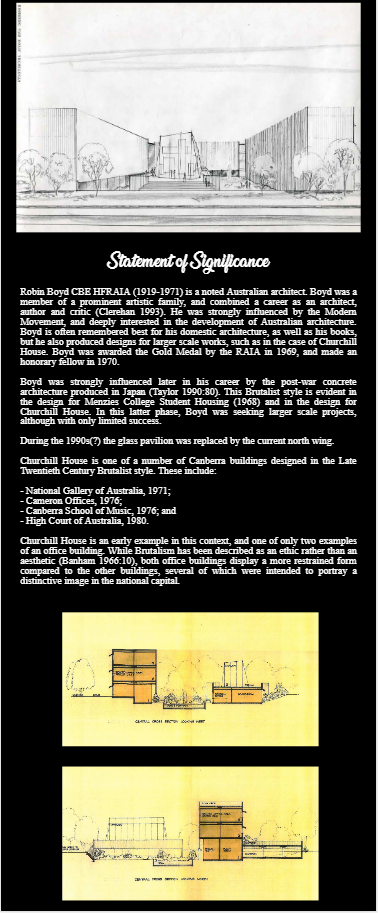 Statement of Significance
Robin Boyd CBE HFRAIA (1919-1971) is a noted Australian architect. Boyd was a
member of a prominent artistic family, and combined a career as an architect,
author and critic (Clerehan 1993). He was strongly influenced by the Modern
Movement, and deeply interested in the development of Australian architecture.
Boyd is often remembered best for his domestic architecture, as well as his books,
but he also produced designs for larger scale works, such as in the case of Churchill
House. Boyd was awarded the Gold Medal by the RAIA in 1969, and made an
honorary fellow in 1970.
Boyd was strongly influenced later in his career by the post-war concrete
architecture produced in Japan (Taylor 1990:80). This Brutalist style is evident in
the design for Menzies College Student Housing (1968) and in the design for
Churchill House. In this latter phase, Boyd was seeking larger scale projects,
although with only limited success.
During the 1990s(?) the glass pavilion was replaced by the current north wing.
Churchill House is one of a number of Canberra buildings designed in the Late
Twentieth Century Brutalist style. These include:
- National Gallery of Australia, 1971;
- Cameron Offices, 1976;
- Canberra School of Music, 1976; and
- High Court of Australia, 1980.
Churchill House is an early example in this context, and one of only two examples
of an office building. While Brutalism has been described as an ethic rather than an
aesthetic (Banham 1966:10), both office buildings display a more restrained form
compared to the other buildings, several of which were intended to portray a
distinctive image in the national capital.
CENTRAL CROSS SECTION LOOKING WEST
CENTRAL CROSS SECTION LOOKING